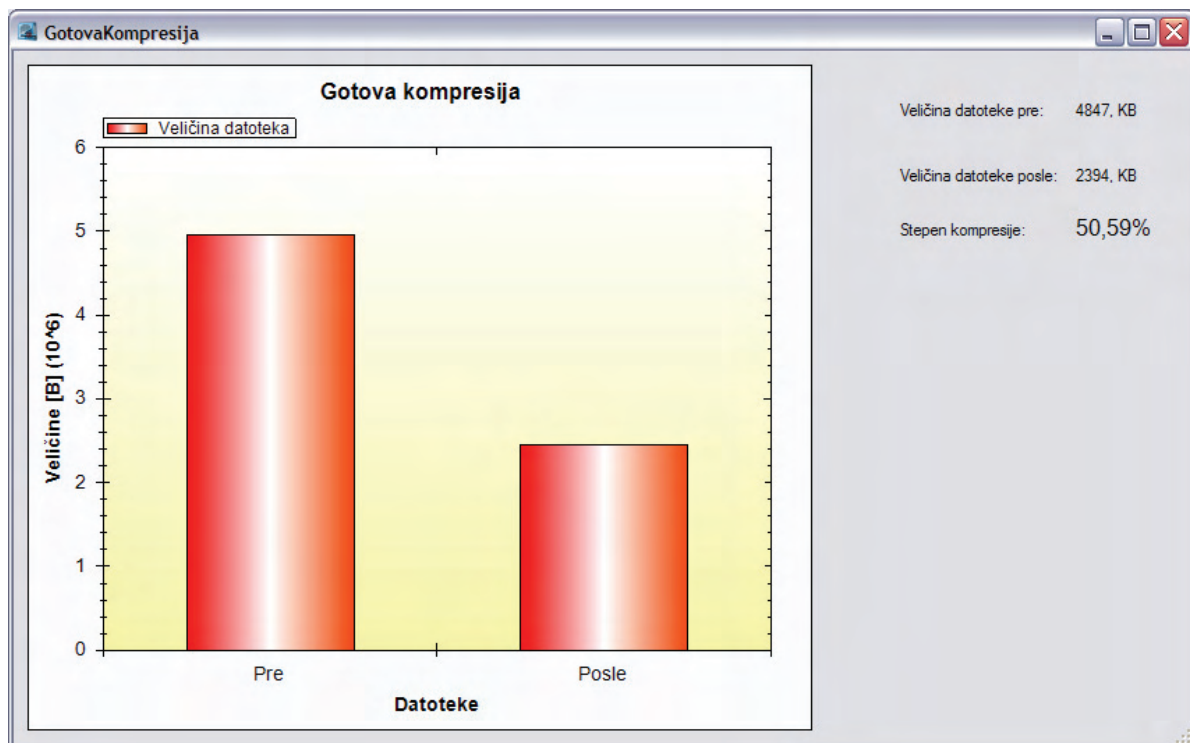 GotovaKompresija
Gotova kompresija
Veličina datoteka
6
5
4
3
2
1
0
Veličine [B] (10^6)
Pre
Posle
Datoteke
Veličina datoteke pre: 4847, KB
Veličina datoteke posle: 2394, KB
Stepen kompresije: 50,59%